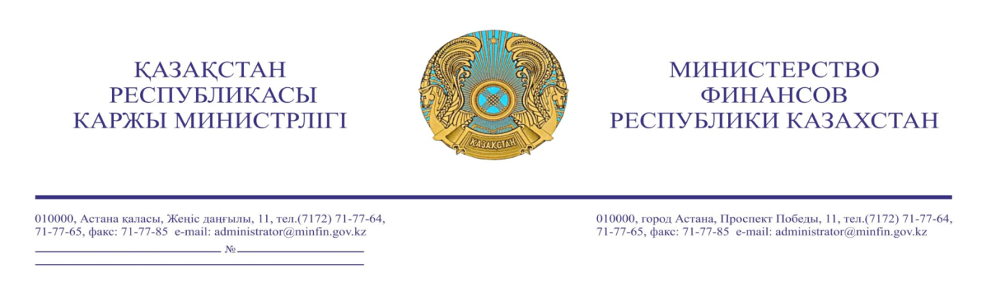 ҚАЗАҚСТАН
РЕСПУБЛИКАСЫ
КАРЖЫ МИНИСТРЛІГІ
ҚАЗАҚСТАН
МИНИСТЕРСТВО
ФИНАНСОВ
РЕСПУБЛИКИ КАЗАХСТАН
010000, Астана қаласы, Жеңіс даңғылы, 11, тел.(7172) 71-77-64,
71-77-65, факс: 71-77-85 e-mail: administrator@minfin.gov.kz
№
010000, город Астана, Проспект Победы, 11, тел.(7172) 71-77-64,
71-77-65, факс: 71-77-85 e-mail: administrator@minfin.gov.kz